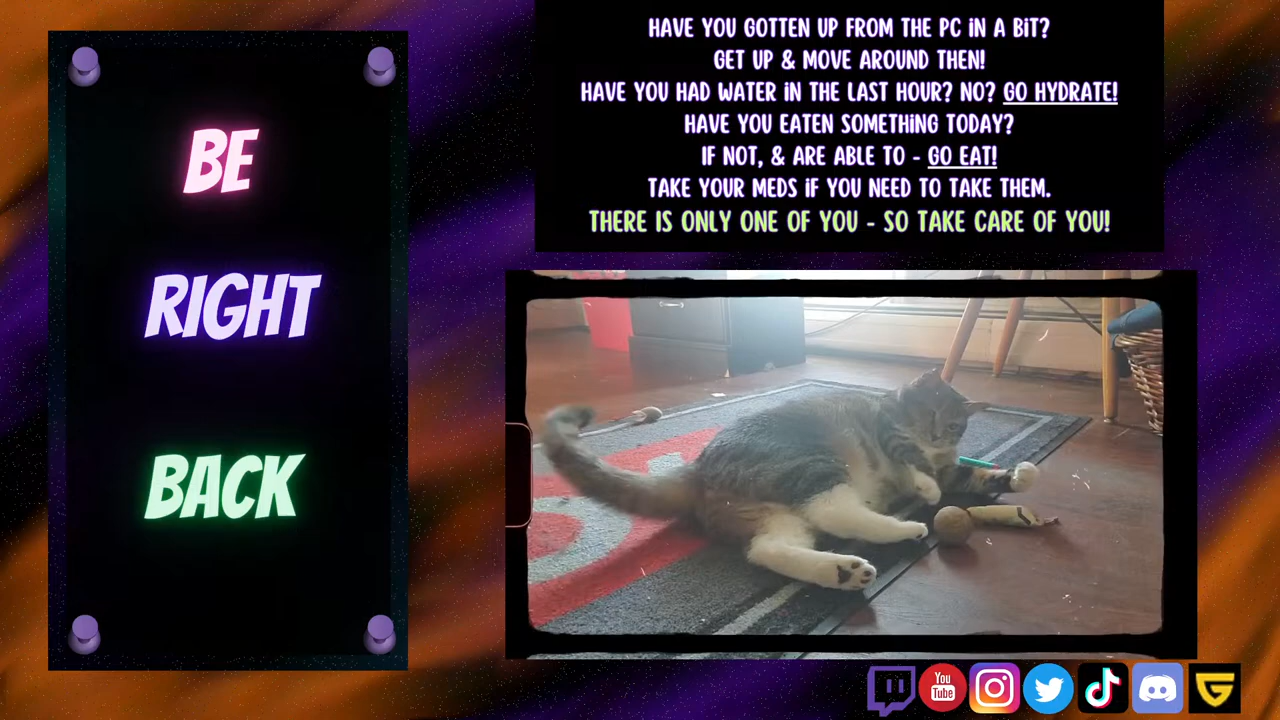 BE
RIGHT
BACK
HAVE YOU GOTTEN UP FROM THE PC iN A BiT?
GET UP & MOVE AROUND THEN!
HAVE YOU HAD WATER iN THE LAST HOUR? NO? GO HYDRATE!
HAVE YOU EATEN SOMETHiNG TODAY?
iF NOT, & ARE ABLE TO - GO EAT!
TAKE YOUR MEDS iF YOU NEED TO TAKE THEM.
THERE IS ONLY ONE OF YOU - SO TAKE CARE OF YOU!
You
Tube